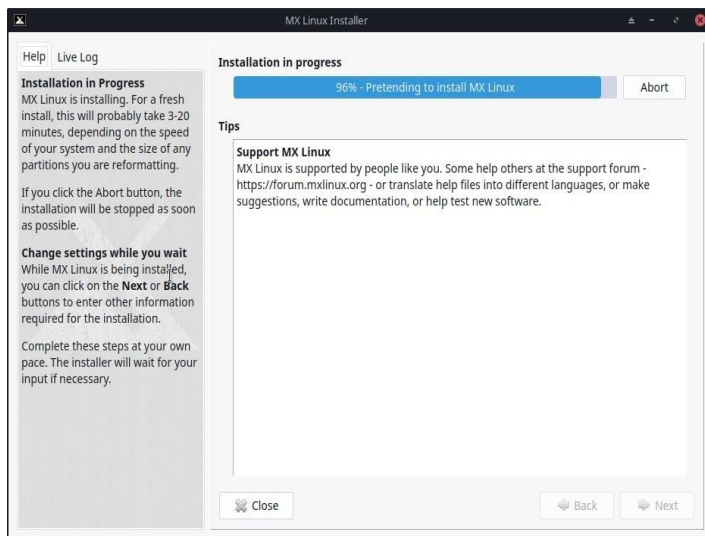 MX Linux Installer
Help
Live Log
Installation in Progress
MX Linux is installing. For a fresh
install, this will probably take 3-20
minutes, depending on the speed
of your system and the size of any
partitions you are reformatting.
If you click the Abort button, the
installation will be stopped as soon
as possible.
Change settings while you wait
While MX Linux is being installed,
you can click on the Next or Back
buttons to enter other information
required for the installation.
Complete these steps at your own
pace. The installer will wait for your
input if necessary.
Installation in progress
96% - Pretending to install MX Linux
Abort
Tips
Support MX Linux
MX Linux is supported by people like you. Some help others at the support forum -
https://forum.mxlinux.org - or translate help files into different languages, or make
suggestions, write documentation, or help test new software.
Close
Back
Next